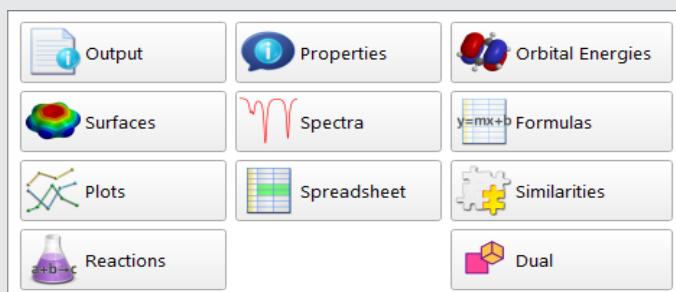 Output
Properties
Orbital Energies
Surfaces
Spectra
y=mx+b
Formulas
Plots
Spreadsheet
Similarities
a+b→c
Reactions
Dual